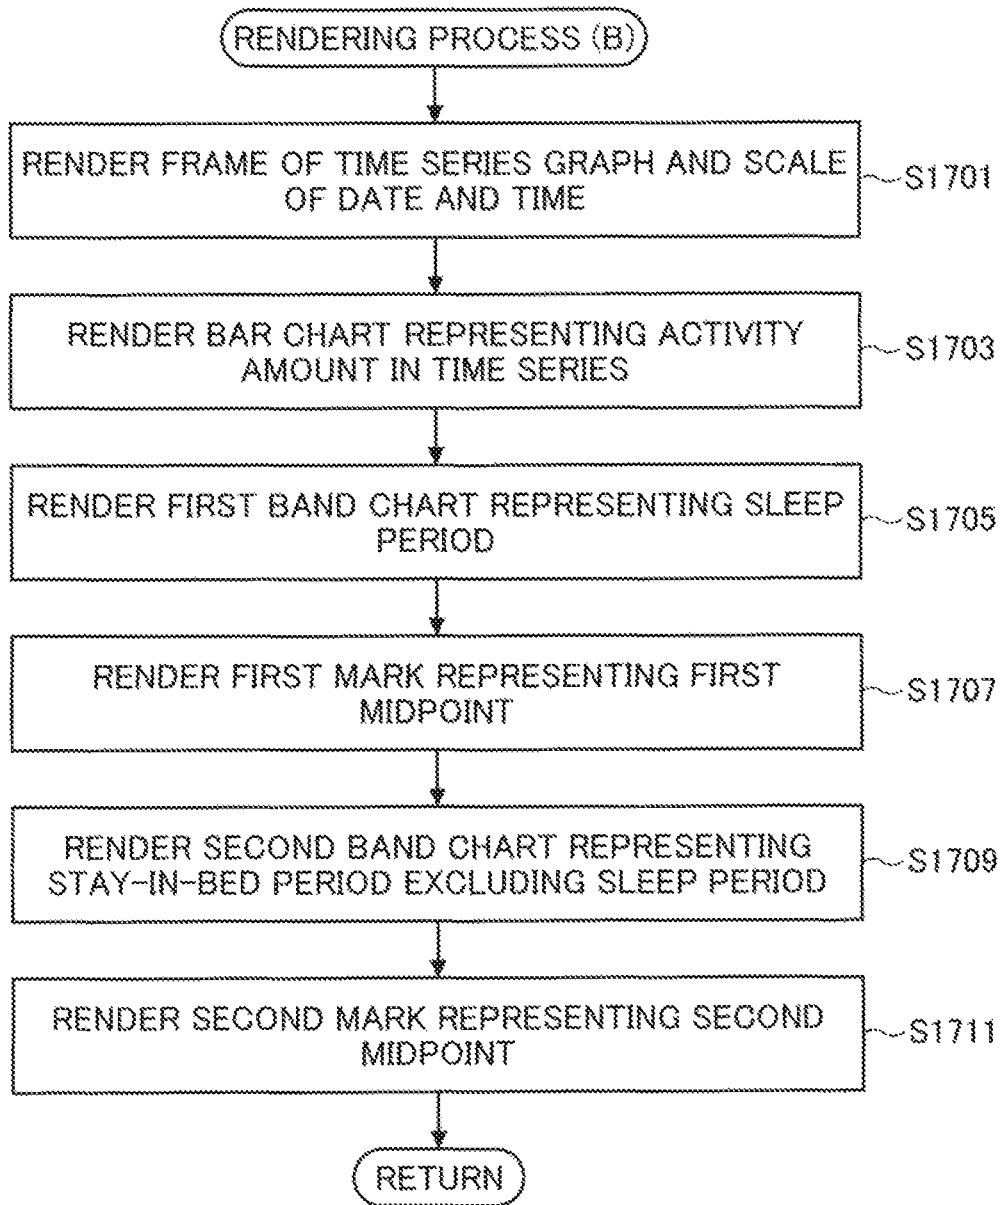 RENDERING PROCESS (B)
RENDER FRAME OF TIME SERIES GRAPH AND SCALE
OF DATE AND TIME
S1701
RENDER BAR CHART REPRESENTING ACTIVITY
AMOUNT IN TIME SERIES
S1703
RENDER FIRST BAND CHART REPRESENTING SLEEP
PERIOD
S1705
RENDER FIRST MARK REPRESENTING FIRST
MIDPOINT
S1707
RENDER SECOND BAND CHART REPRESENTING
STAY-IN-BED PERIOD EXCLUDING SLEEP PERIOD
S1709
RENDER SECOND MARK REPRESENTING SECOND
MIDPOINT
S1711
RETURN